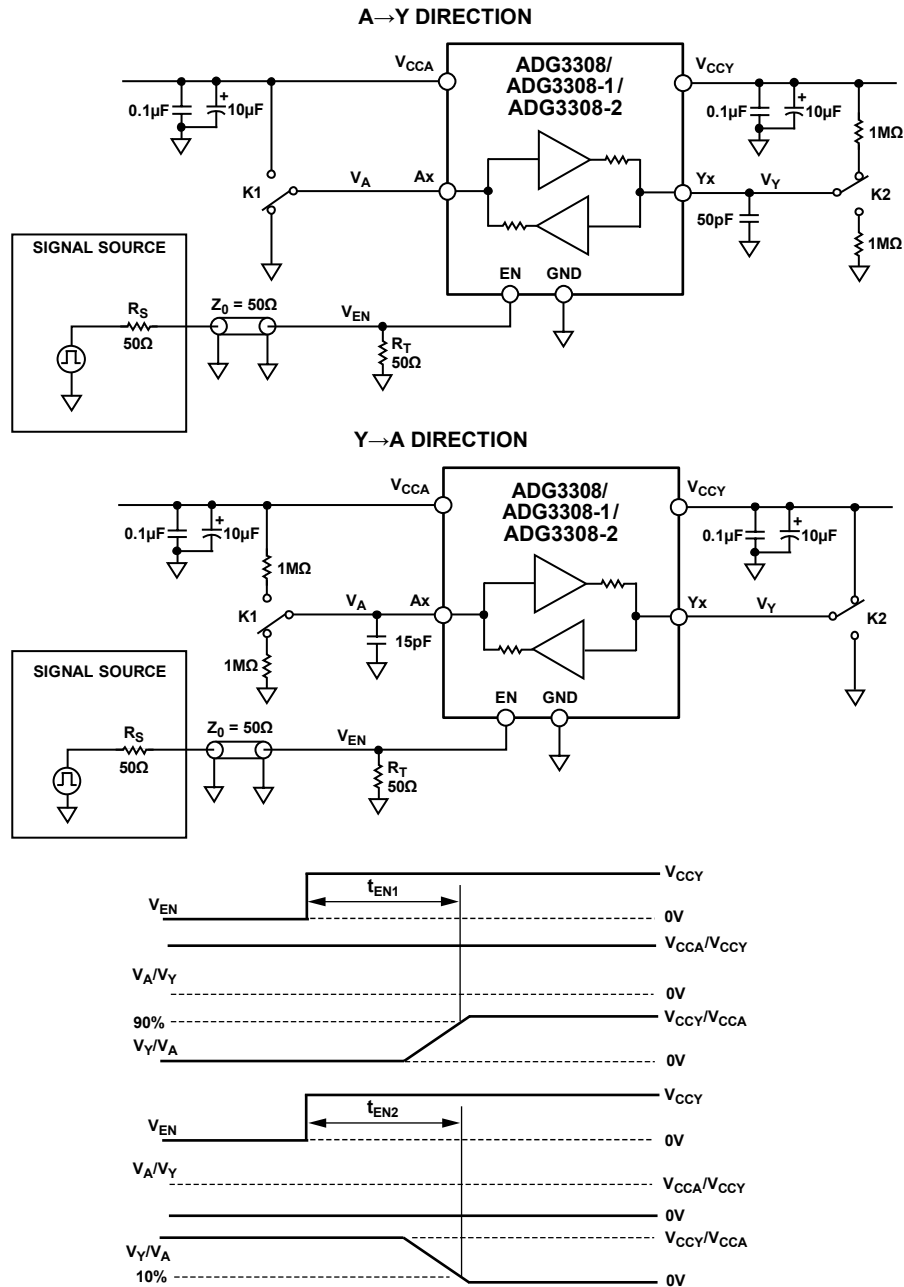 A→Y DIRECTION
V_CCA
ADG3308/
ADG3308-1/
ADG3308-2
V_CCY
0.1µF
+
10µF
0.1µF
+
10µF
1MΩ
K1
V_A
Ax
Yx
V_Y
K2
50pF
1MΩ
SIGNAL SOURCE
EN
GND
R_S
50Ω
Z_0 = 50Ω
V_EN
R_T
50Ω
Y→A DIRECTION
V_CCA
ADG3308/
ADG3308-1/
ADG3308-2
V_CCY
0.1µF
+
10µF
0.1µF
+
10µF
1MΩ
K1
V_A
Ax
Yx
V_Y
K2
15pF
1MΩ
SIGNAL SOURCE
EN
GND
R_S
50Ω
Z_0 = 50Ω
V_EN
R_T
50Ω
V_CCY
t_EN1
V_EN
0V
V_CCA/V_CCY
V_A/V_Y
0V
90%
V_CCY/V_CCA
V_Y/V_A
0V
V_CCY
t_EN2
V_EN
0V
V_A/V_Y
V_CCA/V_CCY
0V
V_CCY/V_CCA
V_Y/V_A
10%
0V